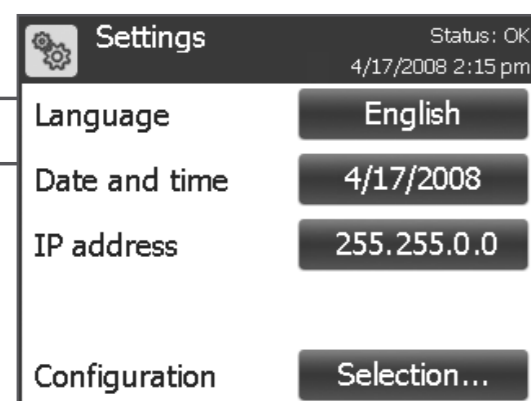 Settings
Status: OK
4/17/2008 2:15 pm
Language
English
Date and time
4/17/2008
IP address
255.255.0.0
Configuration
Selection...